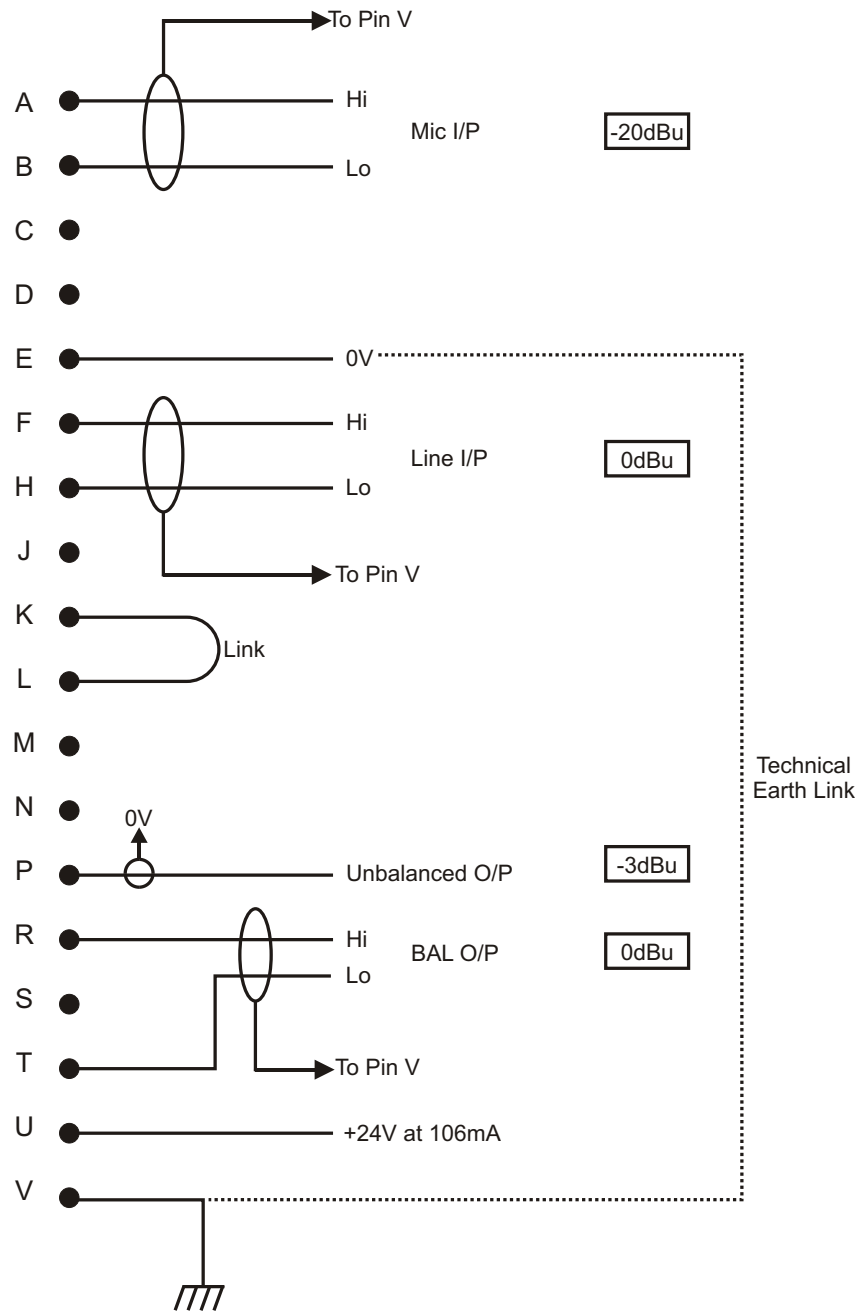 To Pin V
A
Hi
Mic I/P
-20dBu
B
Lo
C
D
E
0V
F
Hi
Line I/P
0dBu
H
Lo
J
To Pin V
K
Link
L
M
Technical
Earth Link
N
0V
P
Unbalanced O/P
-3dBu
R
Hi
BAL O/P
0dBu
Lo
S
T
To Pin V
U
+24V at 106mA
V